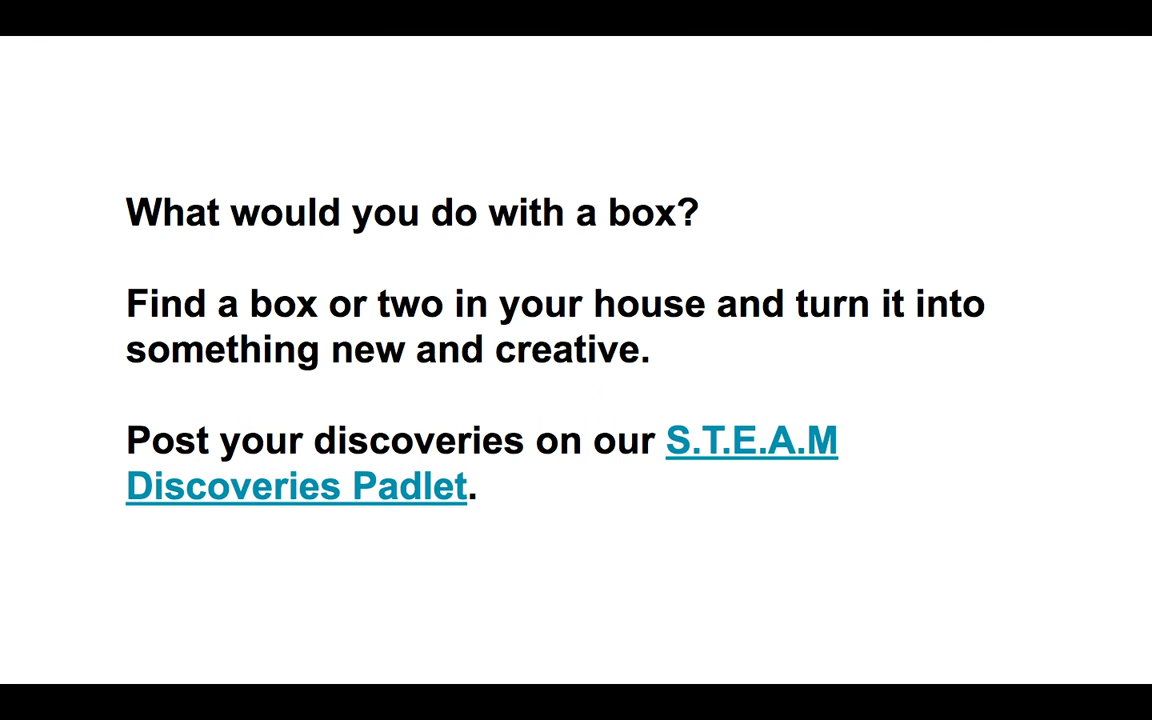 What would you do with a box?
Find a box or two in your house and turn it into
something new and creative.
Post your discoveries on our S.T.E.A.M
Discoveries Padlet.